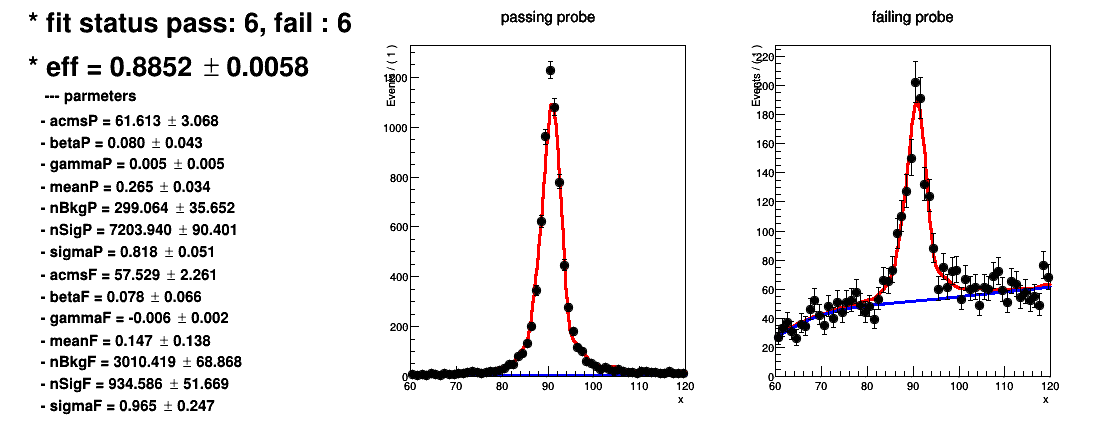 * fit status pass: 6, fail : 6
* eff = 0.8852 ± 0.0058
--- parmeters
- acmsP = 61.613 ± 3.068
- betaP = 0.080 ± 0.043
- gammaP = 0.005 ± 0.005
- meanP = 0.265 ± 0.034
- nBkgP = 299.064 ± 35.652
- nSigP = 7203.940 ± 90.401
- sigmaP = 0.818 ± 0.051
- acmsF = 57.529 ± 2.261
- betaF = 0.078 ± 0.066
- gammaF = -0.006 ± 0.002
- meanF = 0.147 ± 0.138
- nBkgF = 3010.419 ± 68.868
- nSigF = 934.586 ± 51.669
- sigmaF = 0.965 ± 0.247
passing probe
Events / ( 1 )
1200
1000
800
600
400
200
0
60 70 80 90 100 110 120
x
failing probe
Events / ( 1 )
220
200
180
160
140
120
100
80
60
40
20
0
60 70 80 90 100 110 120
x